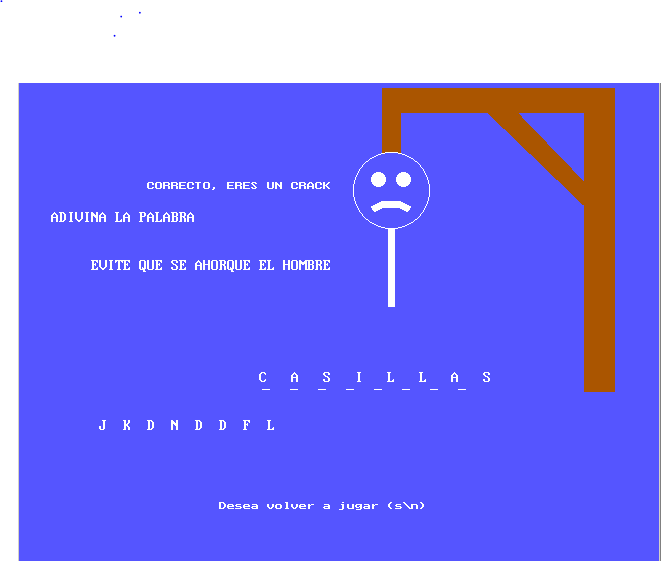 CORRECTO, ERES UN CRACK
ADIVINA LA PALABRA
EVITE QUE SE AHORQUE EL HOMBRE
C A S I L L A S
J K D N D D F L
Desea volver a jugar (s\n)